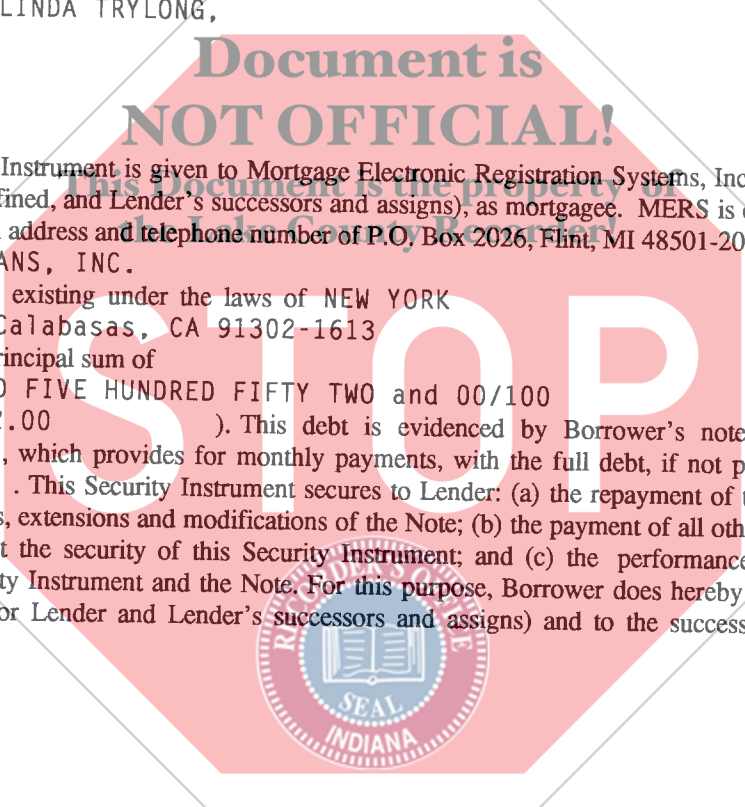 LINDA TRYLONG,
Document is
NOT OFFICIAL!
Instrument is given to Mortgage Electronic Registration Systems, Inc
This Document is the property of
fined, and Lender's successors and assigns), as mortgagee. MERS is
address and telephone number of P.O. Box 2026, Flint, MI 48501-20
the Lake County Recorder!
ANS, INC.
existing under the laws of NEW YORK
Calabasas, CA 91302-1613
rincipal sum of
FIVE HUNDRED FIFTY TWO and 00/100
2.00 ). This debt is evidenced by Borrower's note
, which provides for monthly payments, with the full debt, if not p
. This Security Instrument secures to Lender: (a) the repayment of
s, extensions and modifications of the Note; (b) the payment of all oth
t the security of this Security Instrument; and (c) the performance
ty Instrument and the Note. For this purpose, Borrower does hereby
or Lender and Lender's successors and assigns) and to the success
STOP
RECORDER'S OFFICE
SEAL
INDIANA